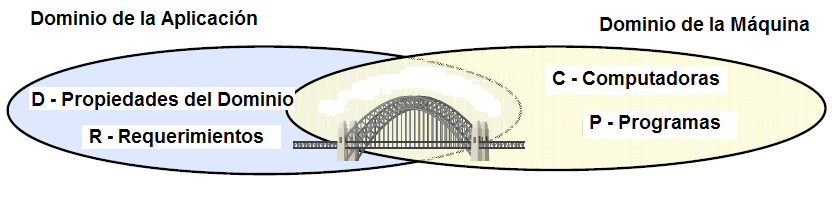 Dominio de la Aplicación
Dominio de la Máquina
D - Propiedades del Dominio
R - Requerimientos
C - Computadoras
P - Programas